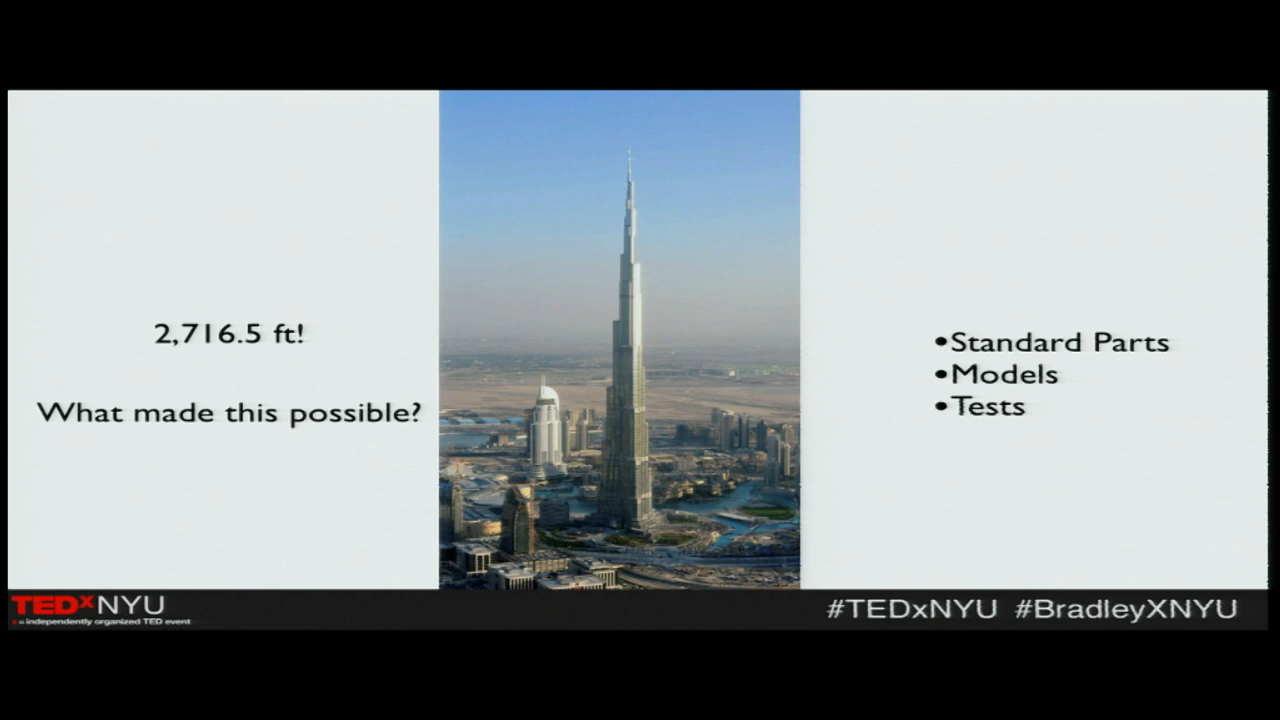 2,716.5 ft!
What made this possible?
•Standard Parts
•Models
•Tests
TEDxNYU
x = independently organized TED event
#TEDxNYU #BradleyXNYU